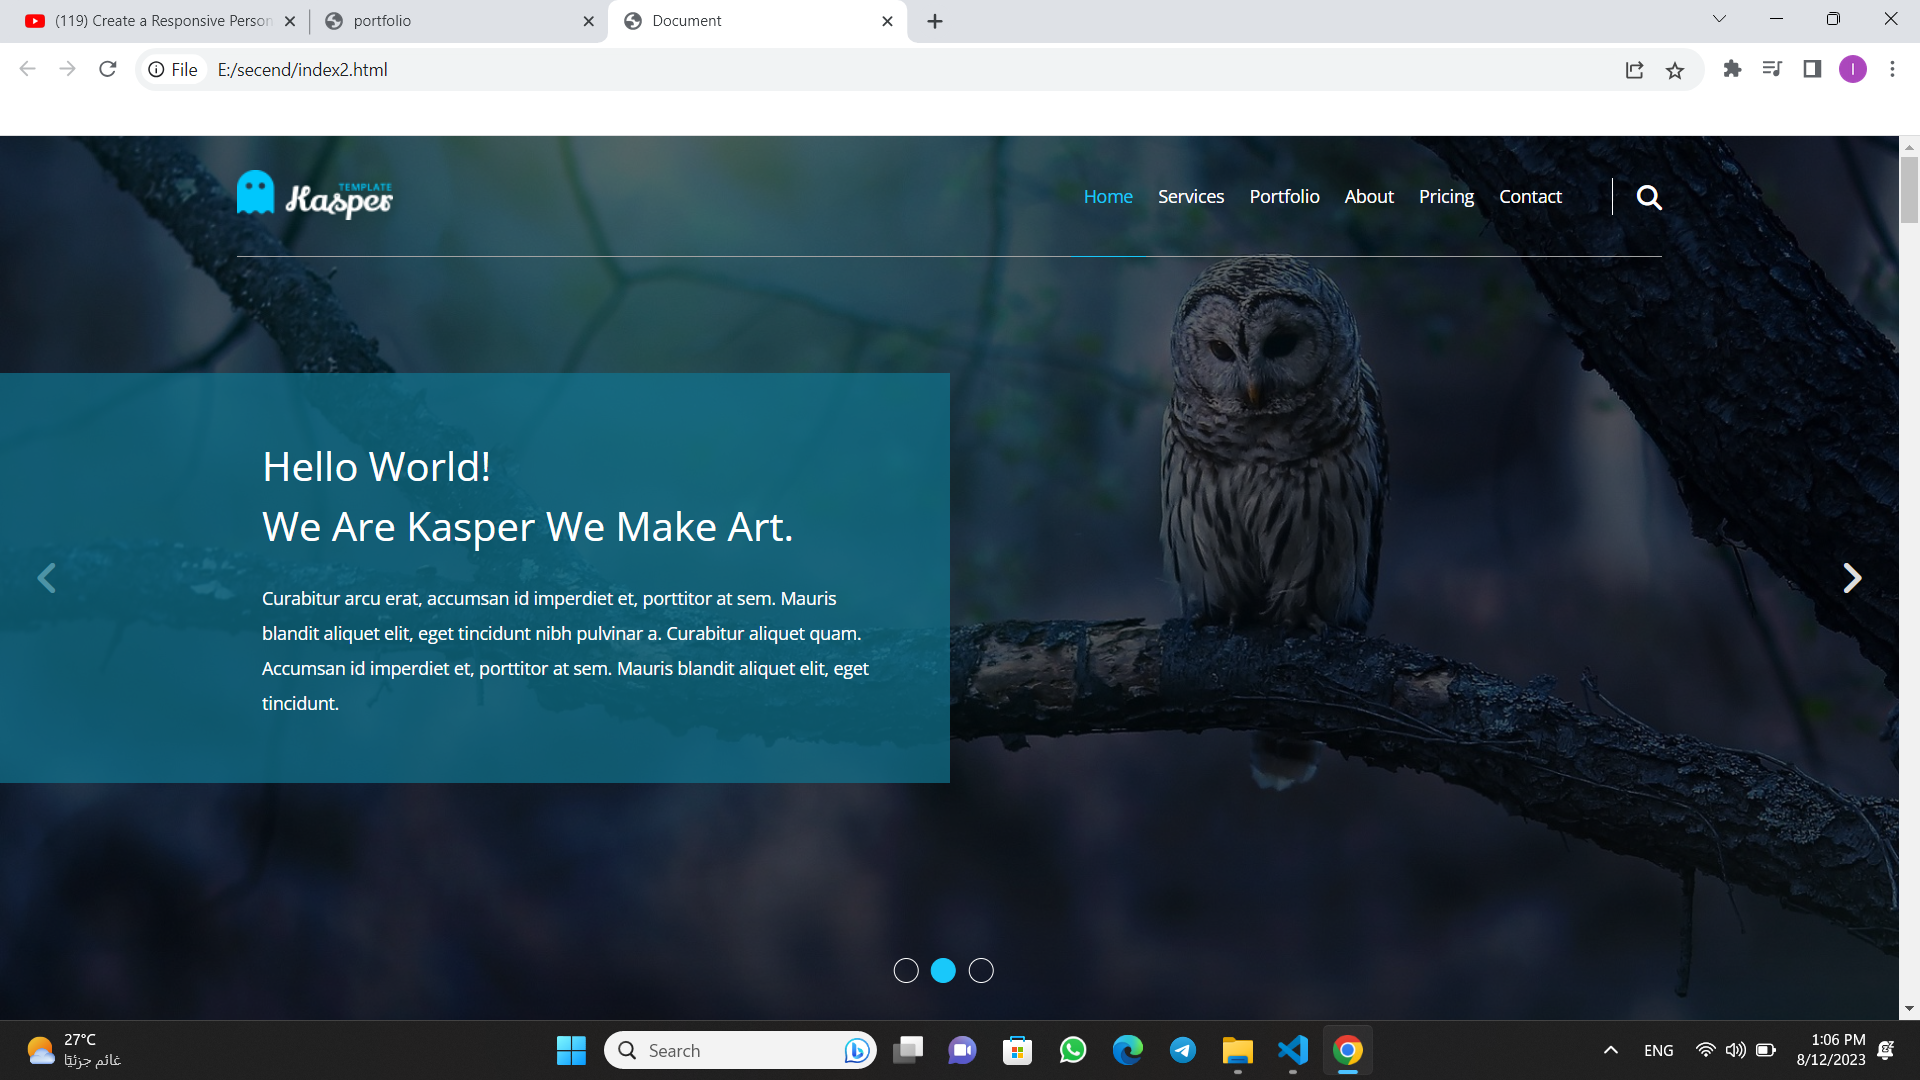 (119) Create a Responsive Person
portfolio
Document
File
E:/secend/index2.html
TEMPLATE
Kasper
Home
Services
Portfolio
About
Pricing
Contact
Hello World!
We Are Kasper We Make Art.
Curabitur arcu erat, accumsan id imperdiet et, porttitor at sem. Mauris
blandit aliquet elit, eget tincidunt nibh pulvinar a. Curabitur aliquet quam.
Accumsan id imperdiet et, porttitor at sem. Mauris blandit aliquet elit, eget
tincidunt.
27°C
غائم جزئيًا
Search
ENG
1:06 PM
8/12/2023